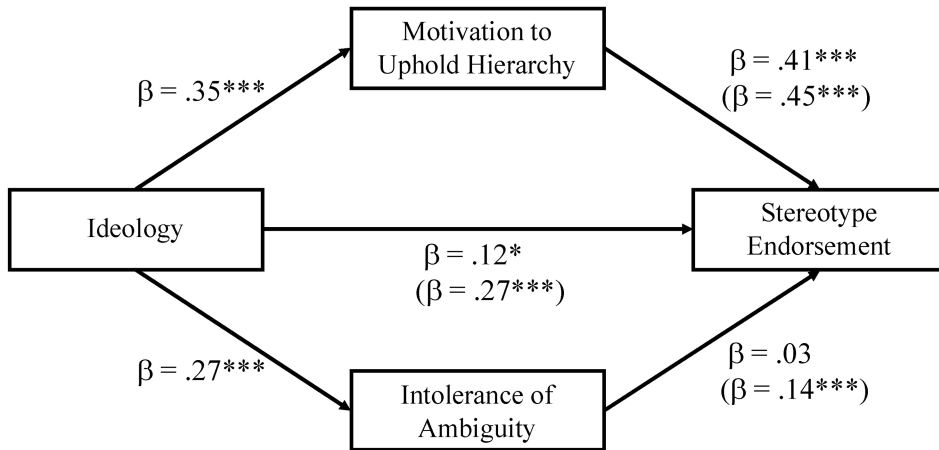 Motivation to
Uphold Hierarchy
β = .35***
β = .41***
(β = .45***)
Ideology
Stereotype
Endorsement
β = .12*
(β = .27***)
β = .27***
β = .03
(β = .14***)
Intolerance of
Ambiguity